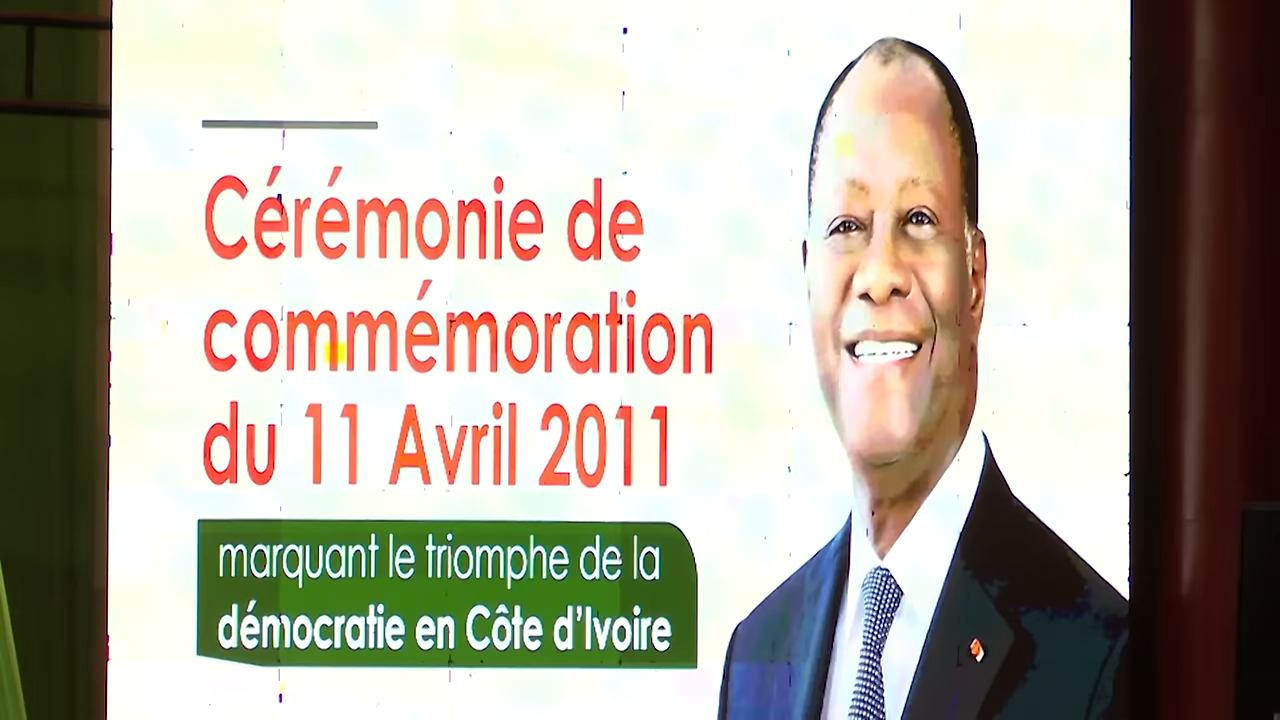 Cérémonie de
commémoration
du 11 Avril 2011
marquant le triomphe de la
démocratie en Côte d'Ivoire